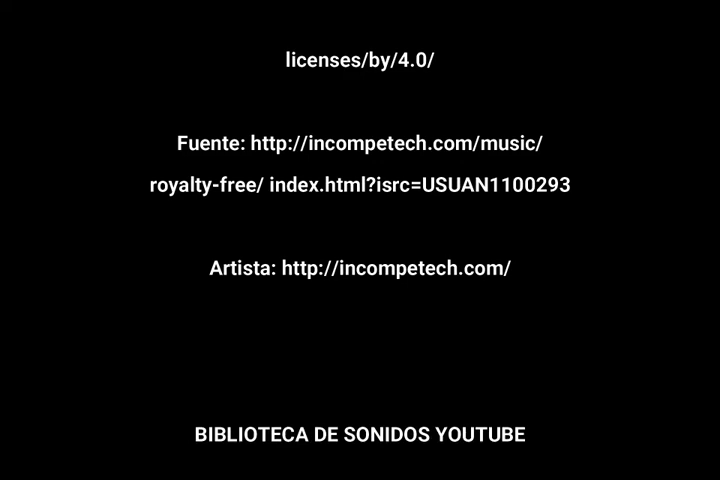 licenses/by/4.0/
Fuente: http://incompetech.com/music/
royalty-free/ index.html?isrc=USUAN1100293
Artista: http://incompetech.com/
BIBLIOTECA DE SONIDOS YOUTUBE